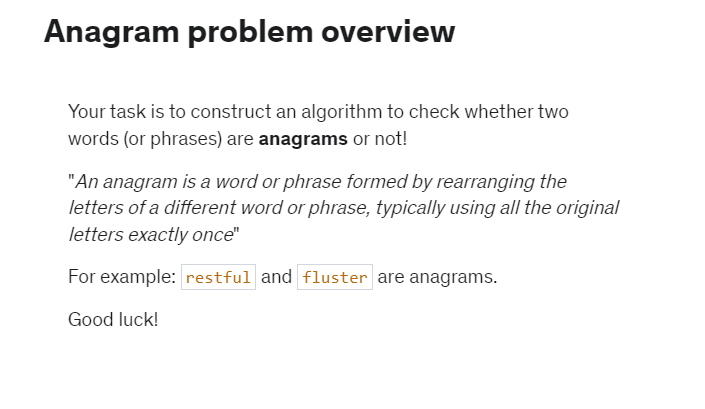 Anagram problem overview
Your task is to construct an algorithm to check whether two
words (or phrases) are anagrams or not!
"An anagram is a word or phrase formed by rearranging the
letters of a different word or phrase, typically using all the original
letters exactly once"
For example: restful and fluster are anagrams.
Good luck!